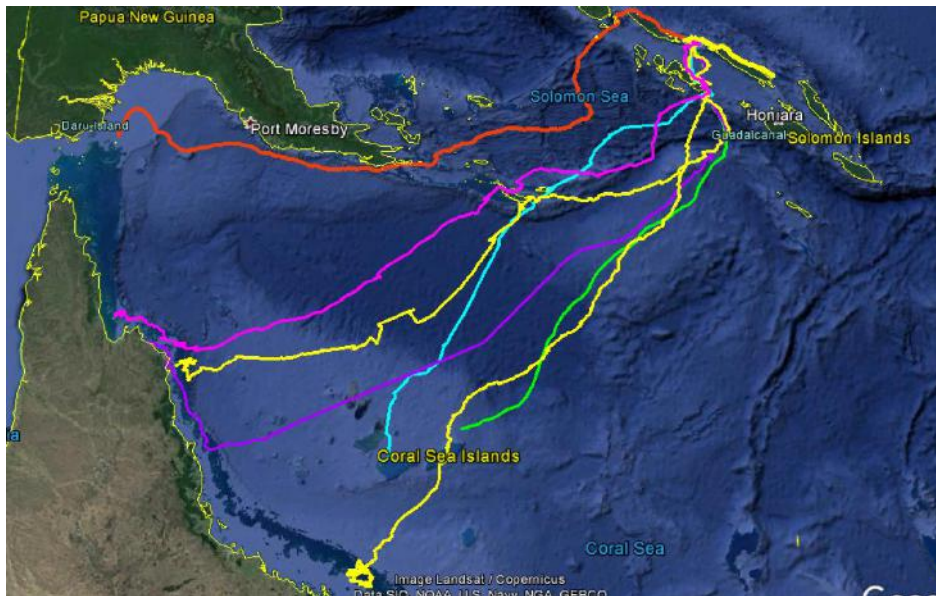 Papua New Guinea
Solomon Sea
Daru Island
Port Moresby
Honiara
Guadalcanal
Solomon Islands
Coral Sea Islands
Coral Sea
Image Landsat / Copernicus
Data SIO, NOAA, U.S. Navy, NGA, GEBCO